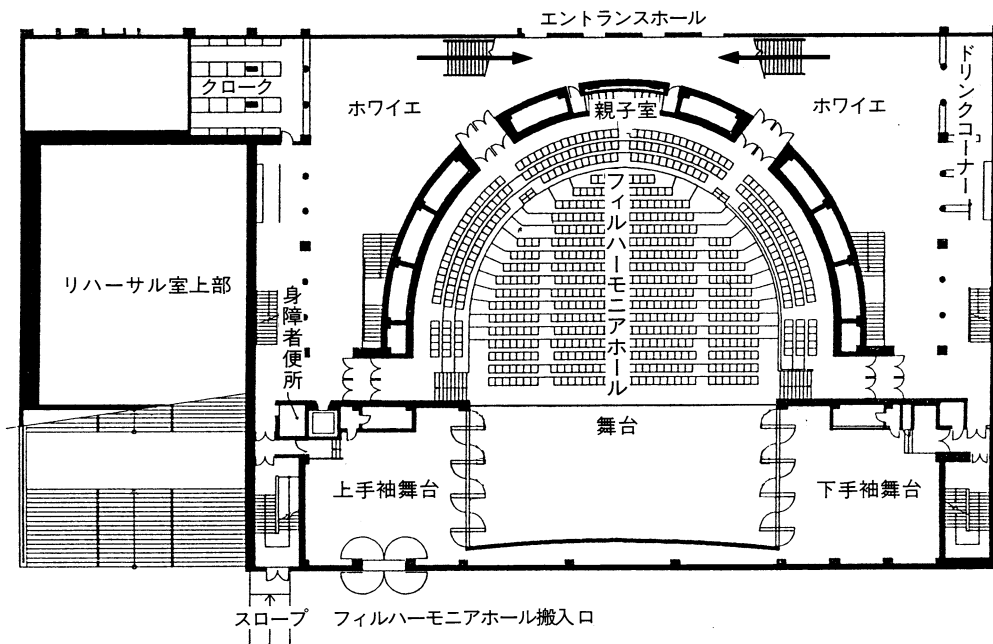 エントランスホール
クローク
ホワイエ
ホワイエ
ドリンクコーナー
親子室
フィルハーモニアホール
リハーサル室上部
身障者便所
舞台
上手袖舞台
下手袖舞台
スロープ
フィルハーモニアホール搬入口